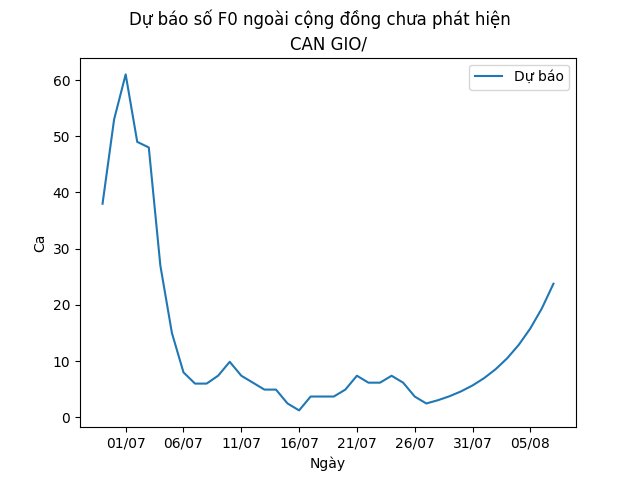 Dự báo số F0 ngoài cộng đồng chưa phát hiện
CAN GIO/
Dự báo
Ca
60
50
40
30
20
10
0
01/07 06/07 11/07 16/07 21/07 26/07 31/07 05/08
Ngày